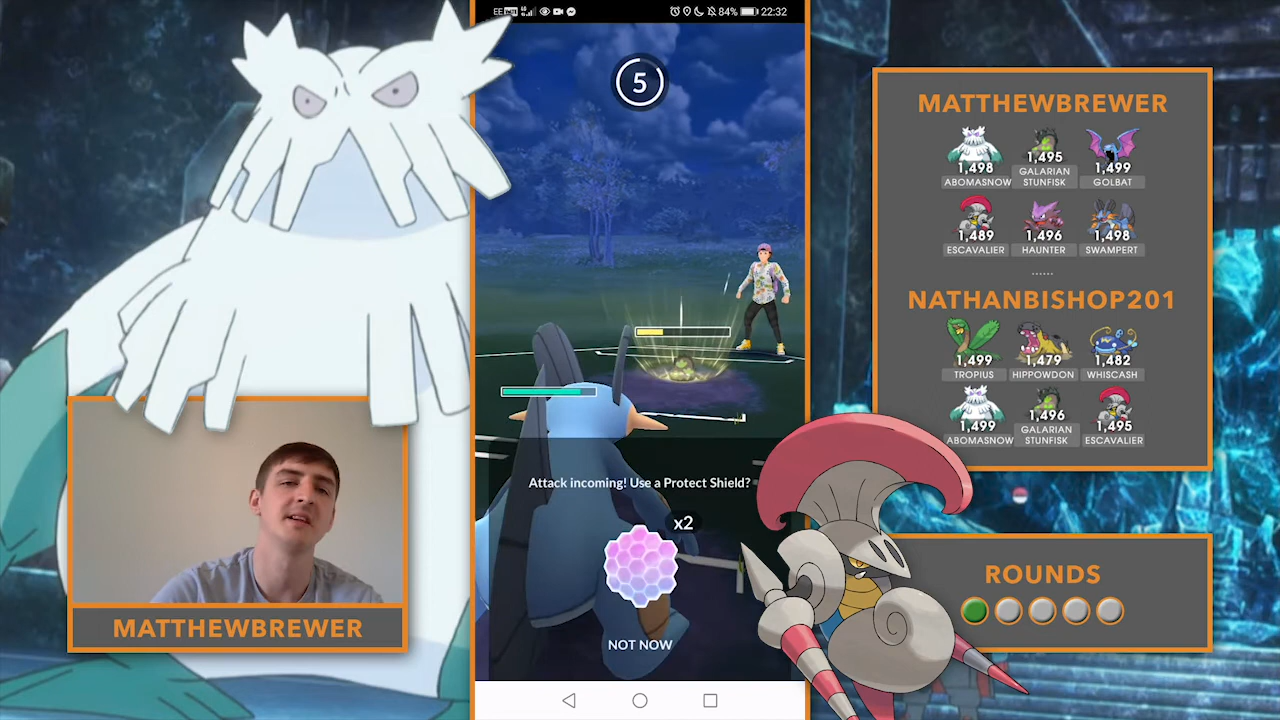 EE
84%
22:32
5
Attack incoming! Use a Protect Shield?
x2
NOT NOW
MATTHEWBREWER
MATTHEWBREWER
1,498
1,495
1,499
ABOMASNOW
GALARIAN
STUNFISK
GOLBAT
1,489
1,496
1,498
ESCAVALIER
HAUNTER
SWAMPERT
......
NATHANBISHOP201
1,499
1,479
1,482
TROPIUS
HIPPOWDON
WHISCASH
1,499
1,496
1,495
ABOMASNOW
GALARIAN
STUNFISK
ESCAVALIER
ROUNDS